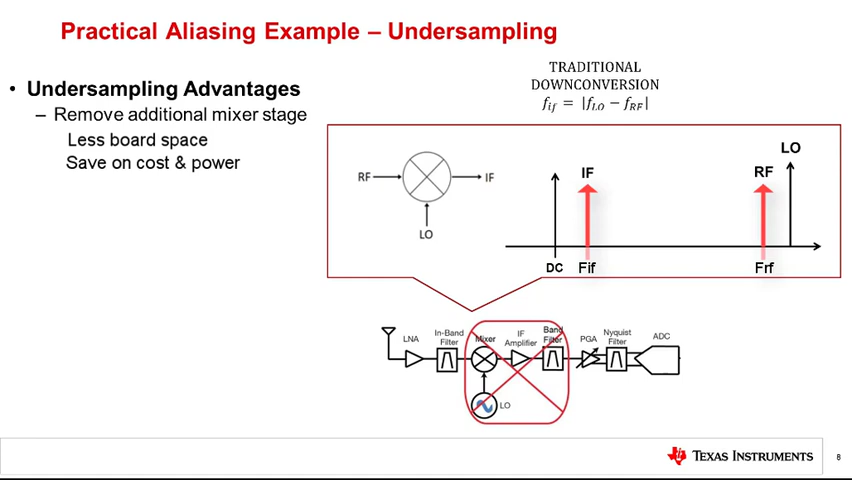 Practical Aliasing Example – Undersampling
• Undersampling Advantages
– Remove additional mixer stage
Less board space
Save on cost & power
TRADITIONAL
DOWNCONVERSION
f_if = |f_LO − f_RF|
RF
IF
LO
IF
RF
LO
DC
Fif
Frf
LNA
In-Band
Filter
Mixer
IF
Amplifier
Band
Filter
PGA
Nyquist
Filter
ADC
LO
TEXAS INSTRUMENTS
8